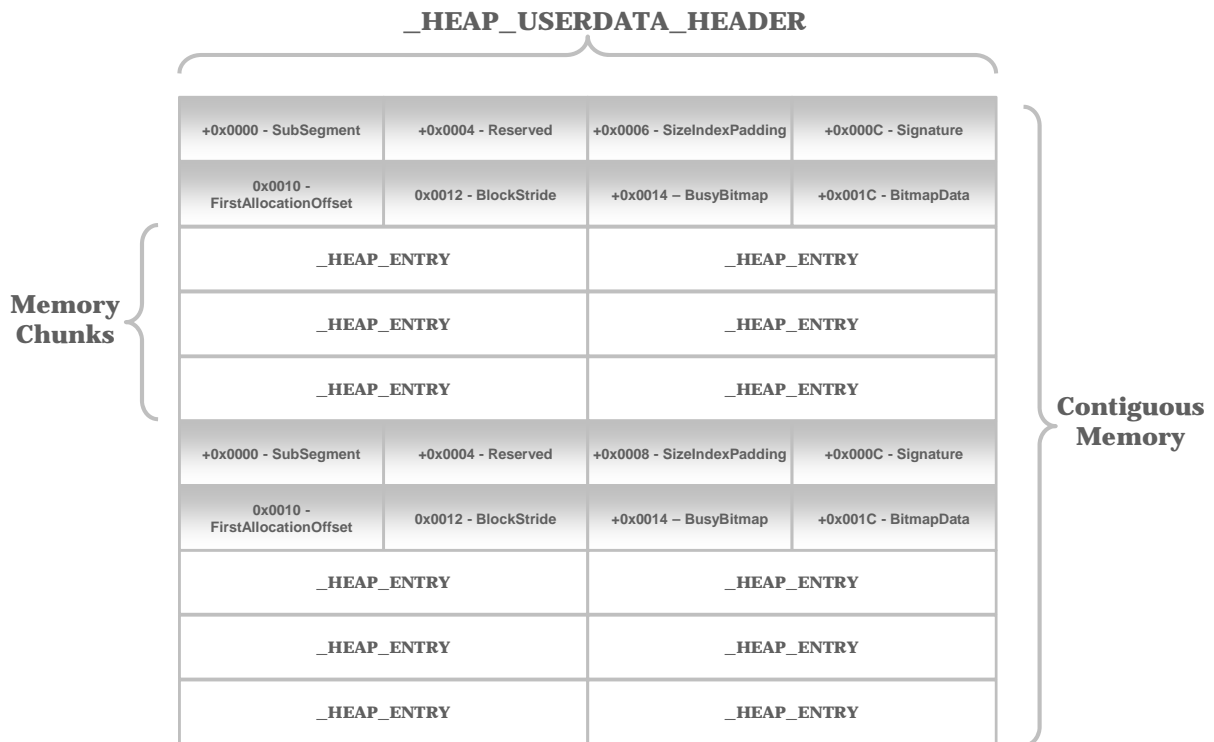 _HEAP_USERDATA_HEADER
+0x0000 - SubSegment
+0x0004 - Reserved
+0x0006 - SizeIndexPadding
+0x000C - Signature
0x0010 -
FirstAllocationOffset
0x0012 - BlockStride
+0x0014 – BusyBitmap
+0x001C - BitmapData
Memory
Chunks
_HEAP_ENTRY
_HEAP_ENTRY
_HEAP_ENTRY
_HEAP_ENTRY
_HEAP_ENTRY
_HEAP_ENTRY
Contiguous
Memory
+0x0000 - SubSegment
+0x0004 - Reserved
+0x0008 - SizeIndexPadding
+0x000C - Signature
0x0010 -
FirstAllocationOffset
0x0012 - BlockStride
+0x0014 – BusyBitmap
+0x001C - BitmapData
_HEAP_ENTRY
_HEAP_ENTRY
_HEAP_ENTRY
_HEAP_ENTRY
_HEAP_ENTRY
_HEAP_ENTRY